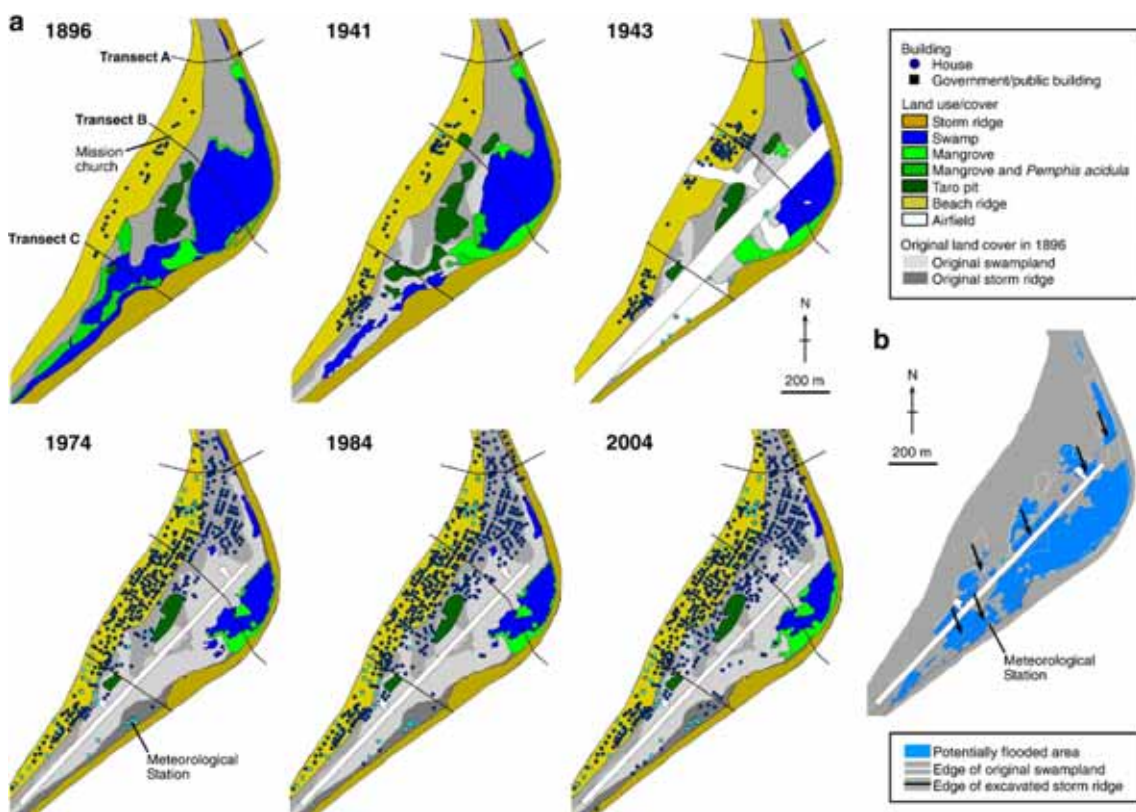 a
1896
1941
1943
Transect A
Transect B
Mission
church
Transect C
N
200 m
Building
House
Government/public building
Land use/cover
Storm ridge
Swamp
Mangrove
Mangrove and Pemphis acidula
Taro pit
Beach ridge
Airfield
Original land cover in 1896
Original swampland
Original storm ridge
1974
1984
2004
Meteorological
Station
b
N
200 m
Meteorological
Station
Potentially flooded area
Edge of original swampland
Edge of excavated storm ridge